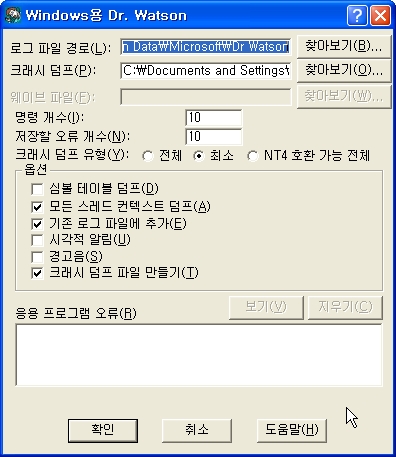 Windows용 Dr. Watson
로그 파일 경로(L): n Data\Microsoft\Dr Watson 찾아보기(B)...
크래시 덤프(P): C:\Documents and Settings\ 찾아보기(O)...
웨이브 파일(F): 찾아보기(W)...
명령 개수(I): 10
저장할 오류 개수(N): 10
크래시 덤프 유형(Y): 전체 최소 NT4 호환 가능 전체
옵션
심볼 테이블 덤프(D)
모든 스레드 컨텍스트 덤프(A)
기존 로그 파일에 추가(E)
시각적 알림(U)
경고음(S)
크래시 덤프 파일 만들기(T)
응용 프로그램 오류(R) 보기(V) 지우기(C)
확인 취소 도움말(H)